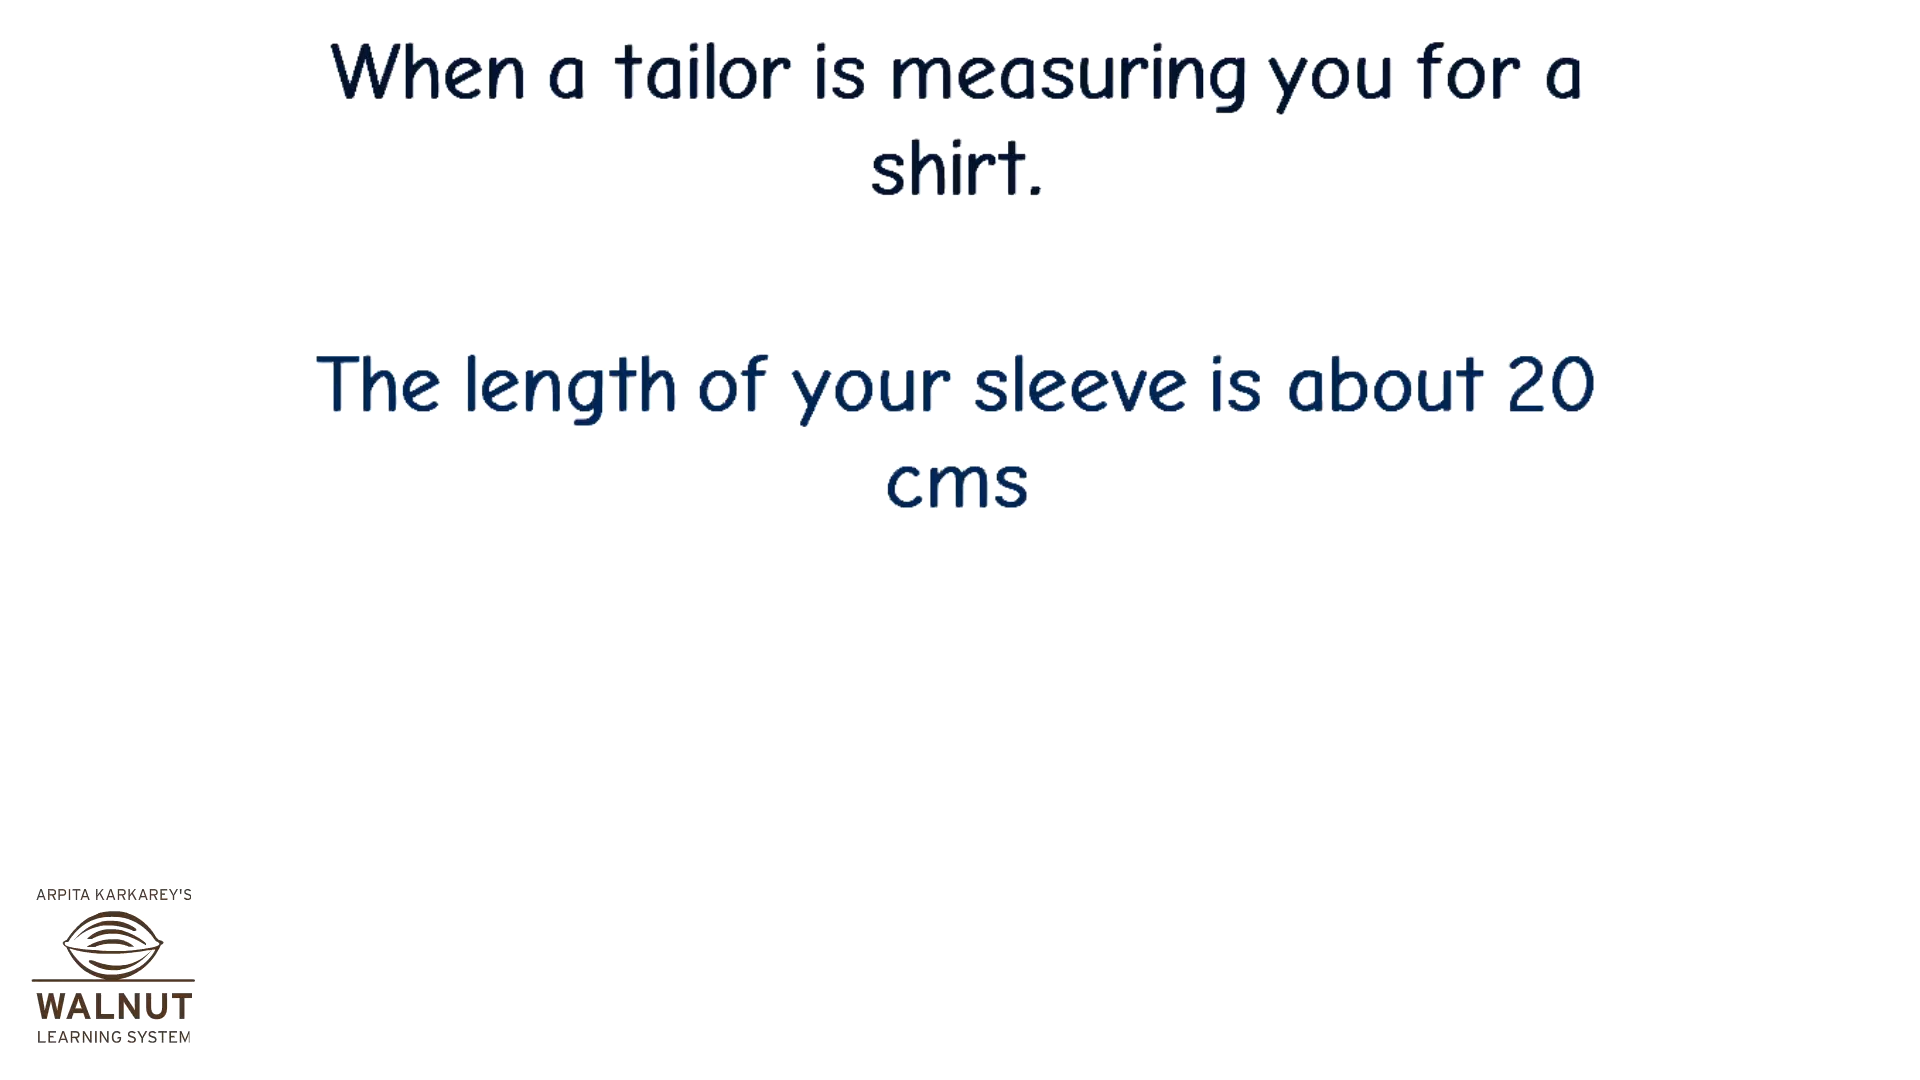 When a tailor is measuring you for a
shirt.
The length of your sleeve is about 20
cms
ARPITA KARKAREY'S
WALNUT
LEARNING SYSTEM